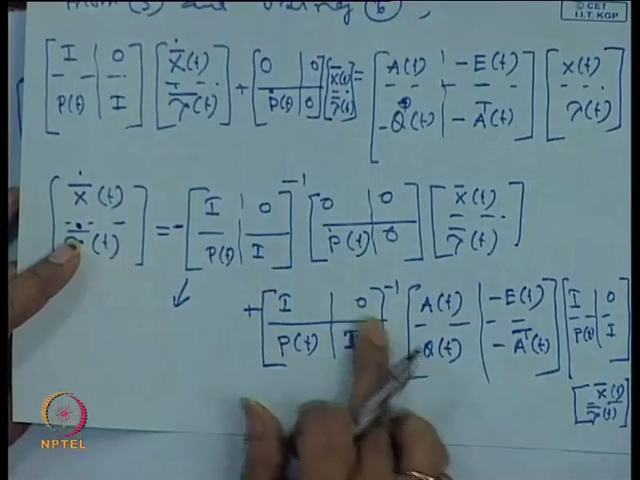 from (5) and using (6),
© CET
I.I.T. KGP
[I | 0; P(t) | I] [ẋ̄(t); λ̄̇(t)] + [0 | 0; Ṗ(t) | 0] [x̄(t); λ̄(t)] = [A(t) | -E(t); -Q(t) | -Aᵀ(t)] [x(t); λ(t)]
[ẋ̄(t); λ̄̇(t)] = - [I | 0; P(t) | I]⁻¹ [0 | 0; Ṗ(t) | 0] [x̄(t); λ̄(t)]
+ [I | 0; P(t) | I]⁻¹ [A(t) | -E(t); -Q(t) | -Aᵀ(t)] [I | 0; P(t) | I]
[x̄(t); λ̄(t)]
NPTEL